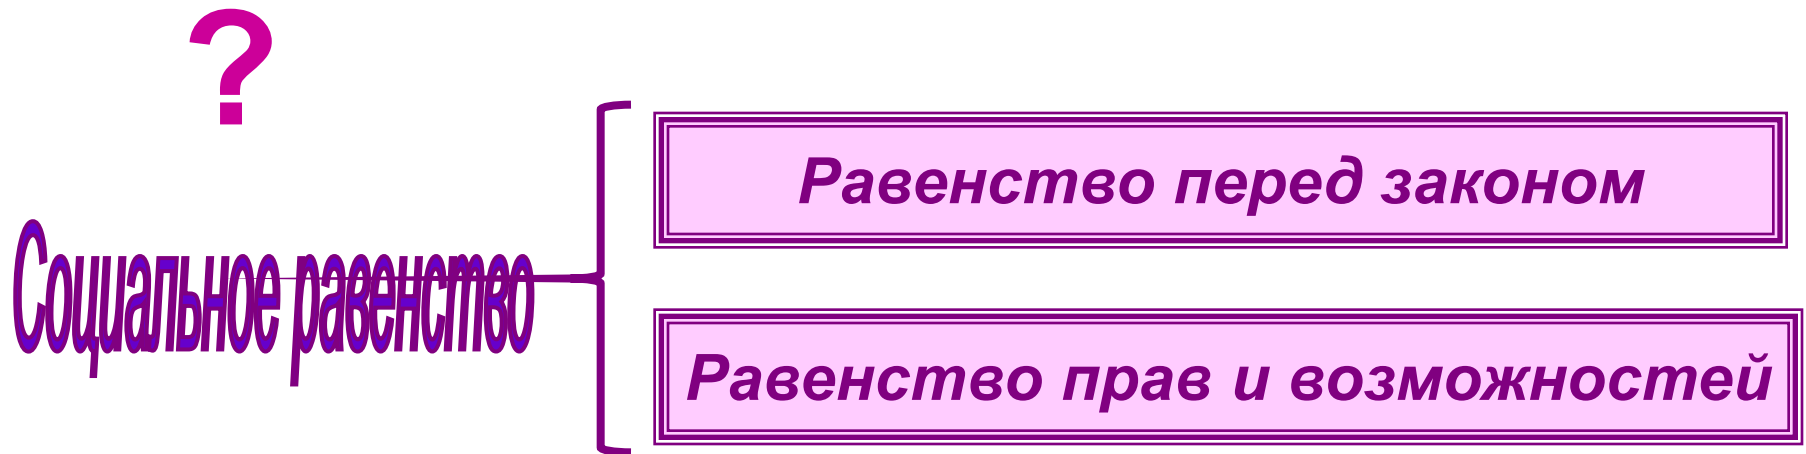 ?
Социальное равенство
Равенство перед законом
Равенство прав и возможностей